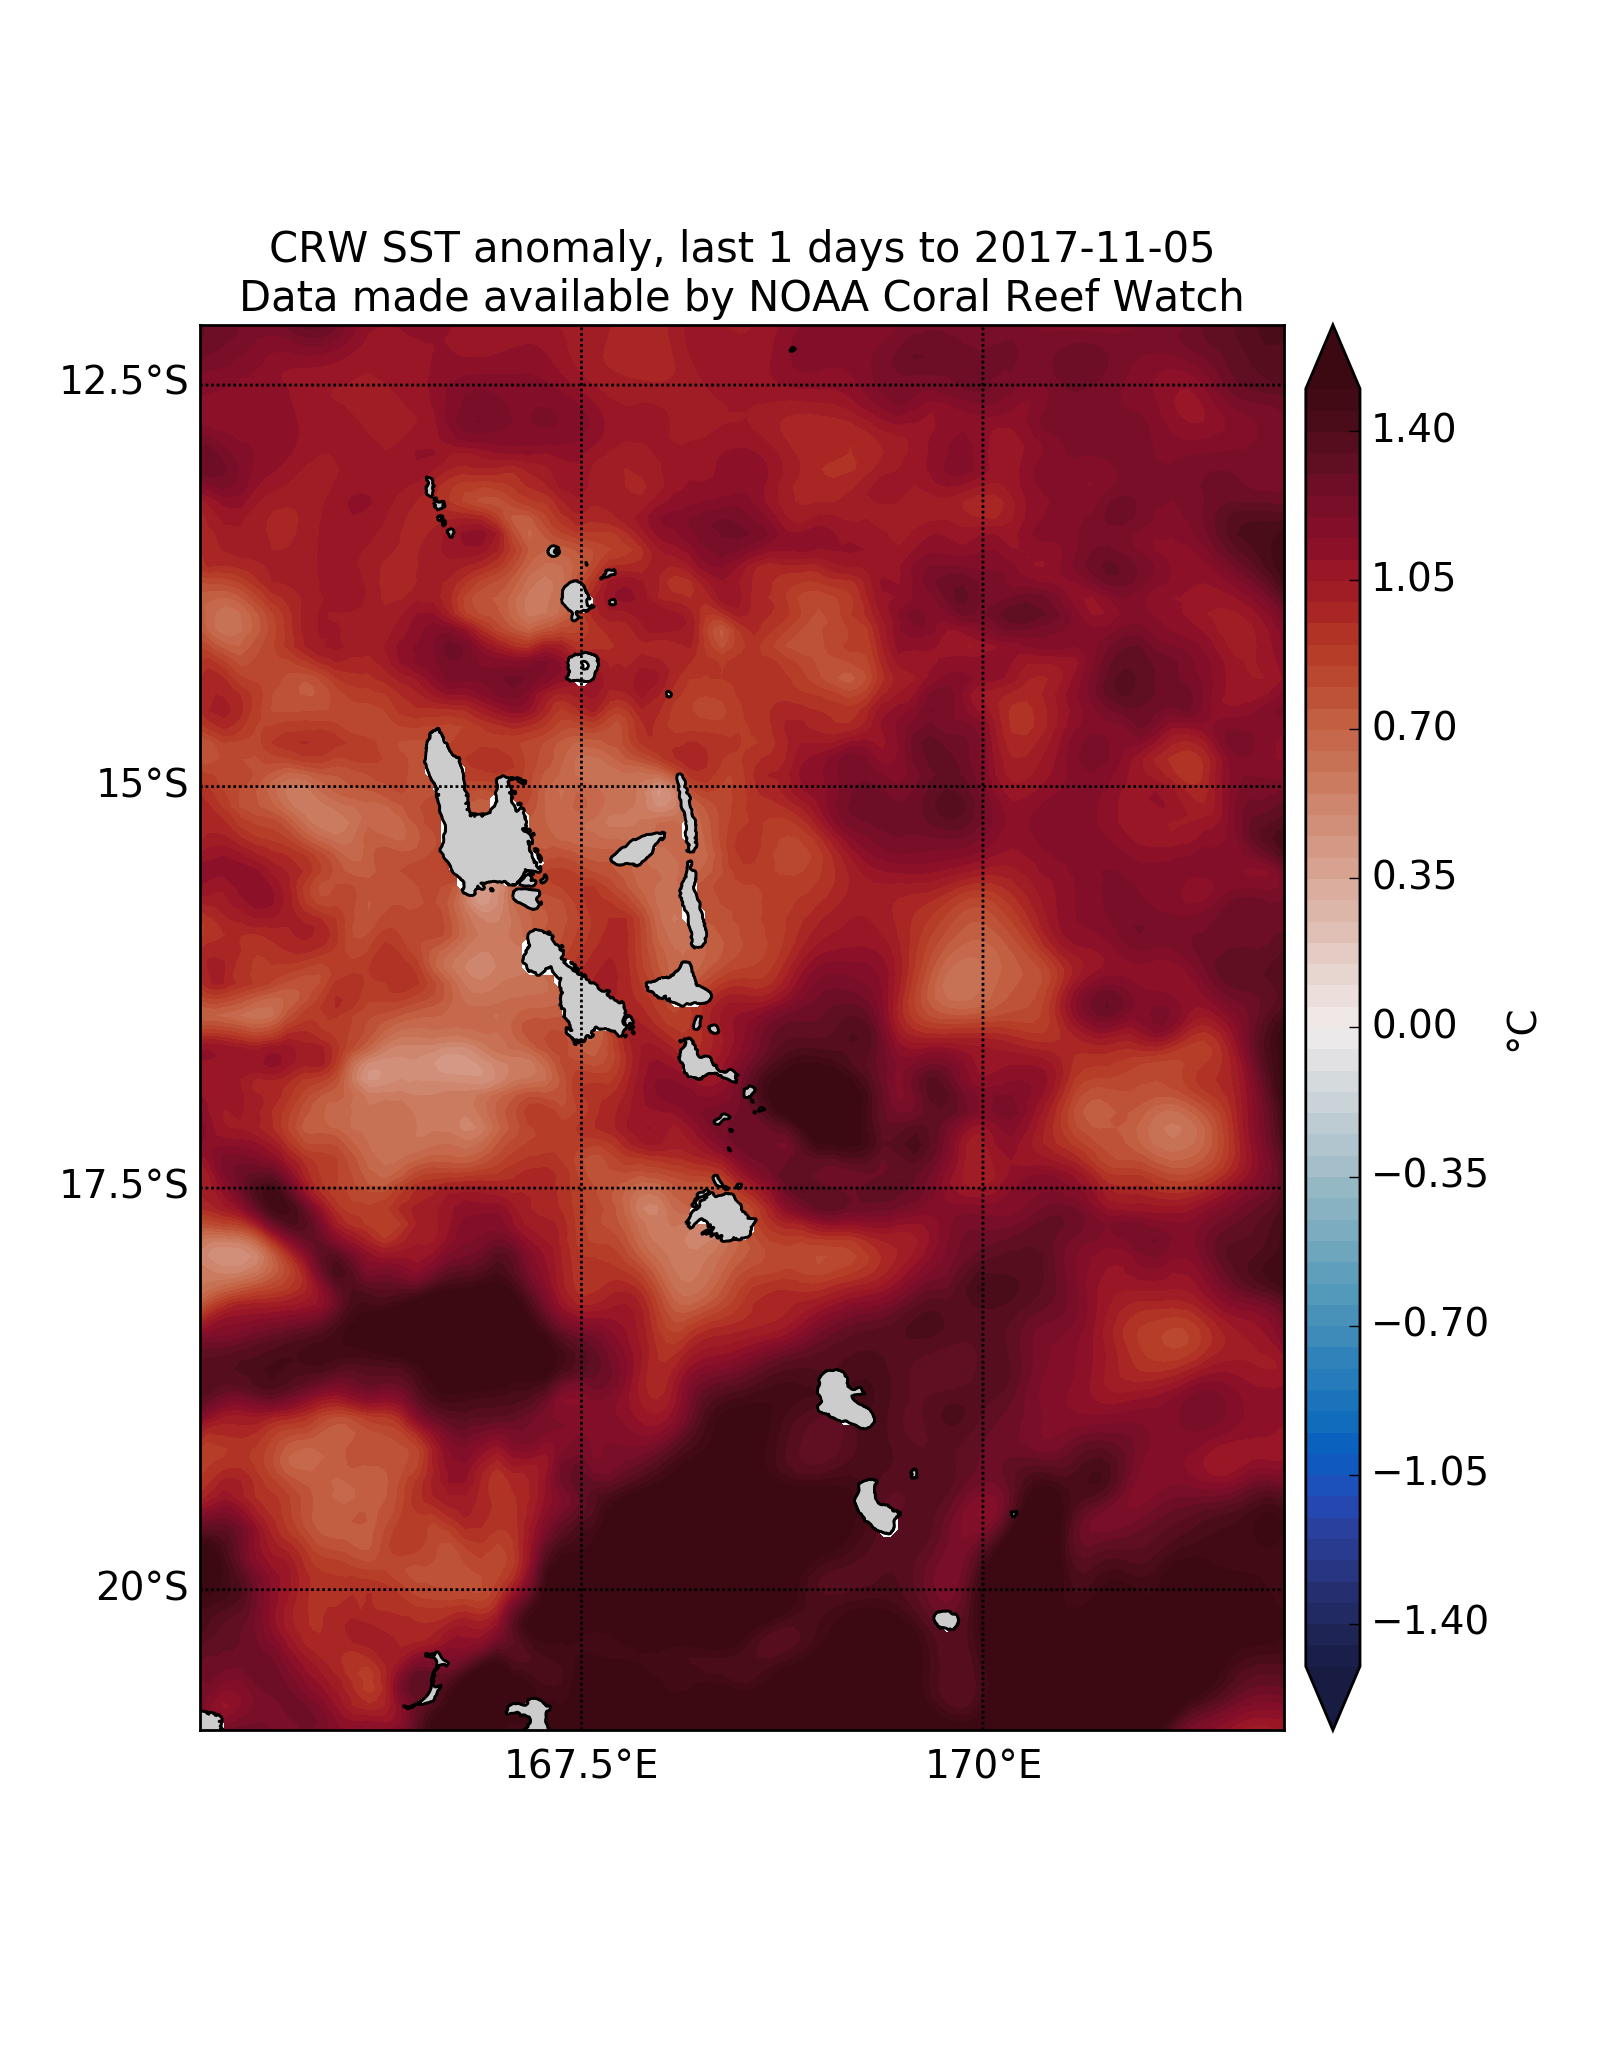 CRW SST anomaly, last 1 days to 2017-11-05
Data made available by NOAA Coral Reef Watch
12.5°S
15°S
17.5°S
20°S
167.5°E
170°E
1.40
1.05
0.70
0.35
0.00
−0.35
−0.70
−1.05
−1.40
°C